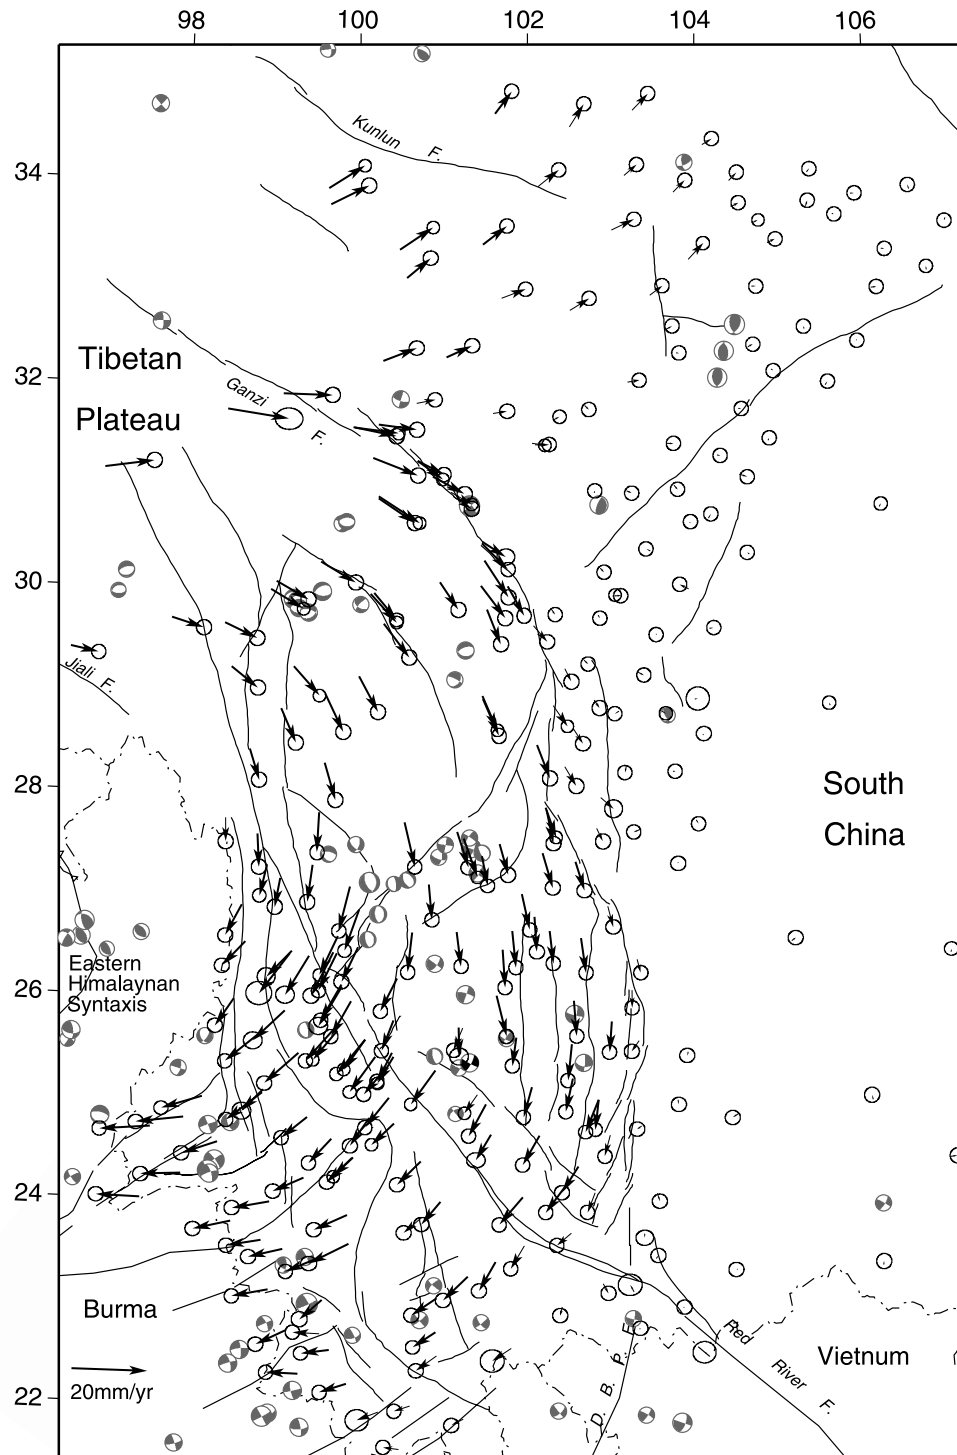 98 100 102 104 106
Kunlun F.
34
32
Tibetan
Plateau
Ganzi F.
30
Jiali F.
28
South
China
26
Eastern
Himalaynan
Syntaxis
24
Burma
20mm/yr
22
Red River F.
Vietnum
D. B. P. F.